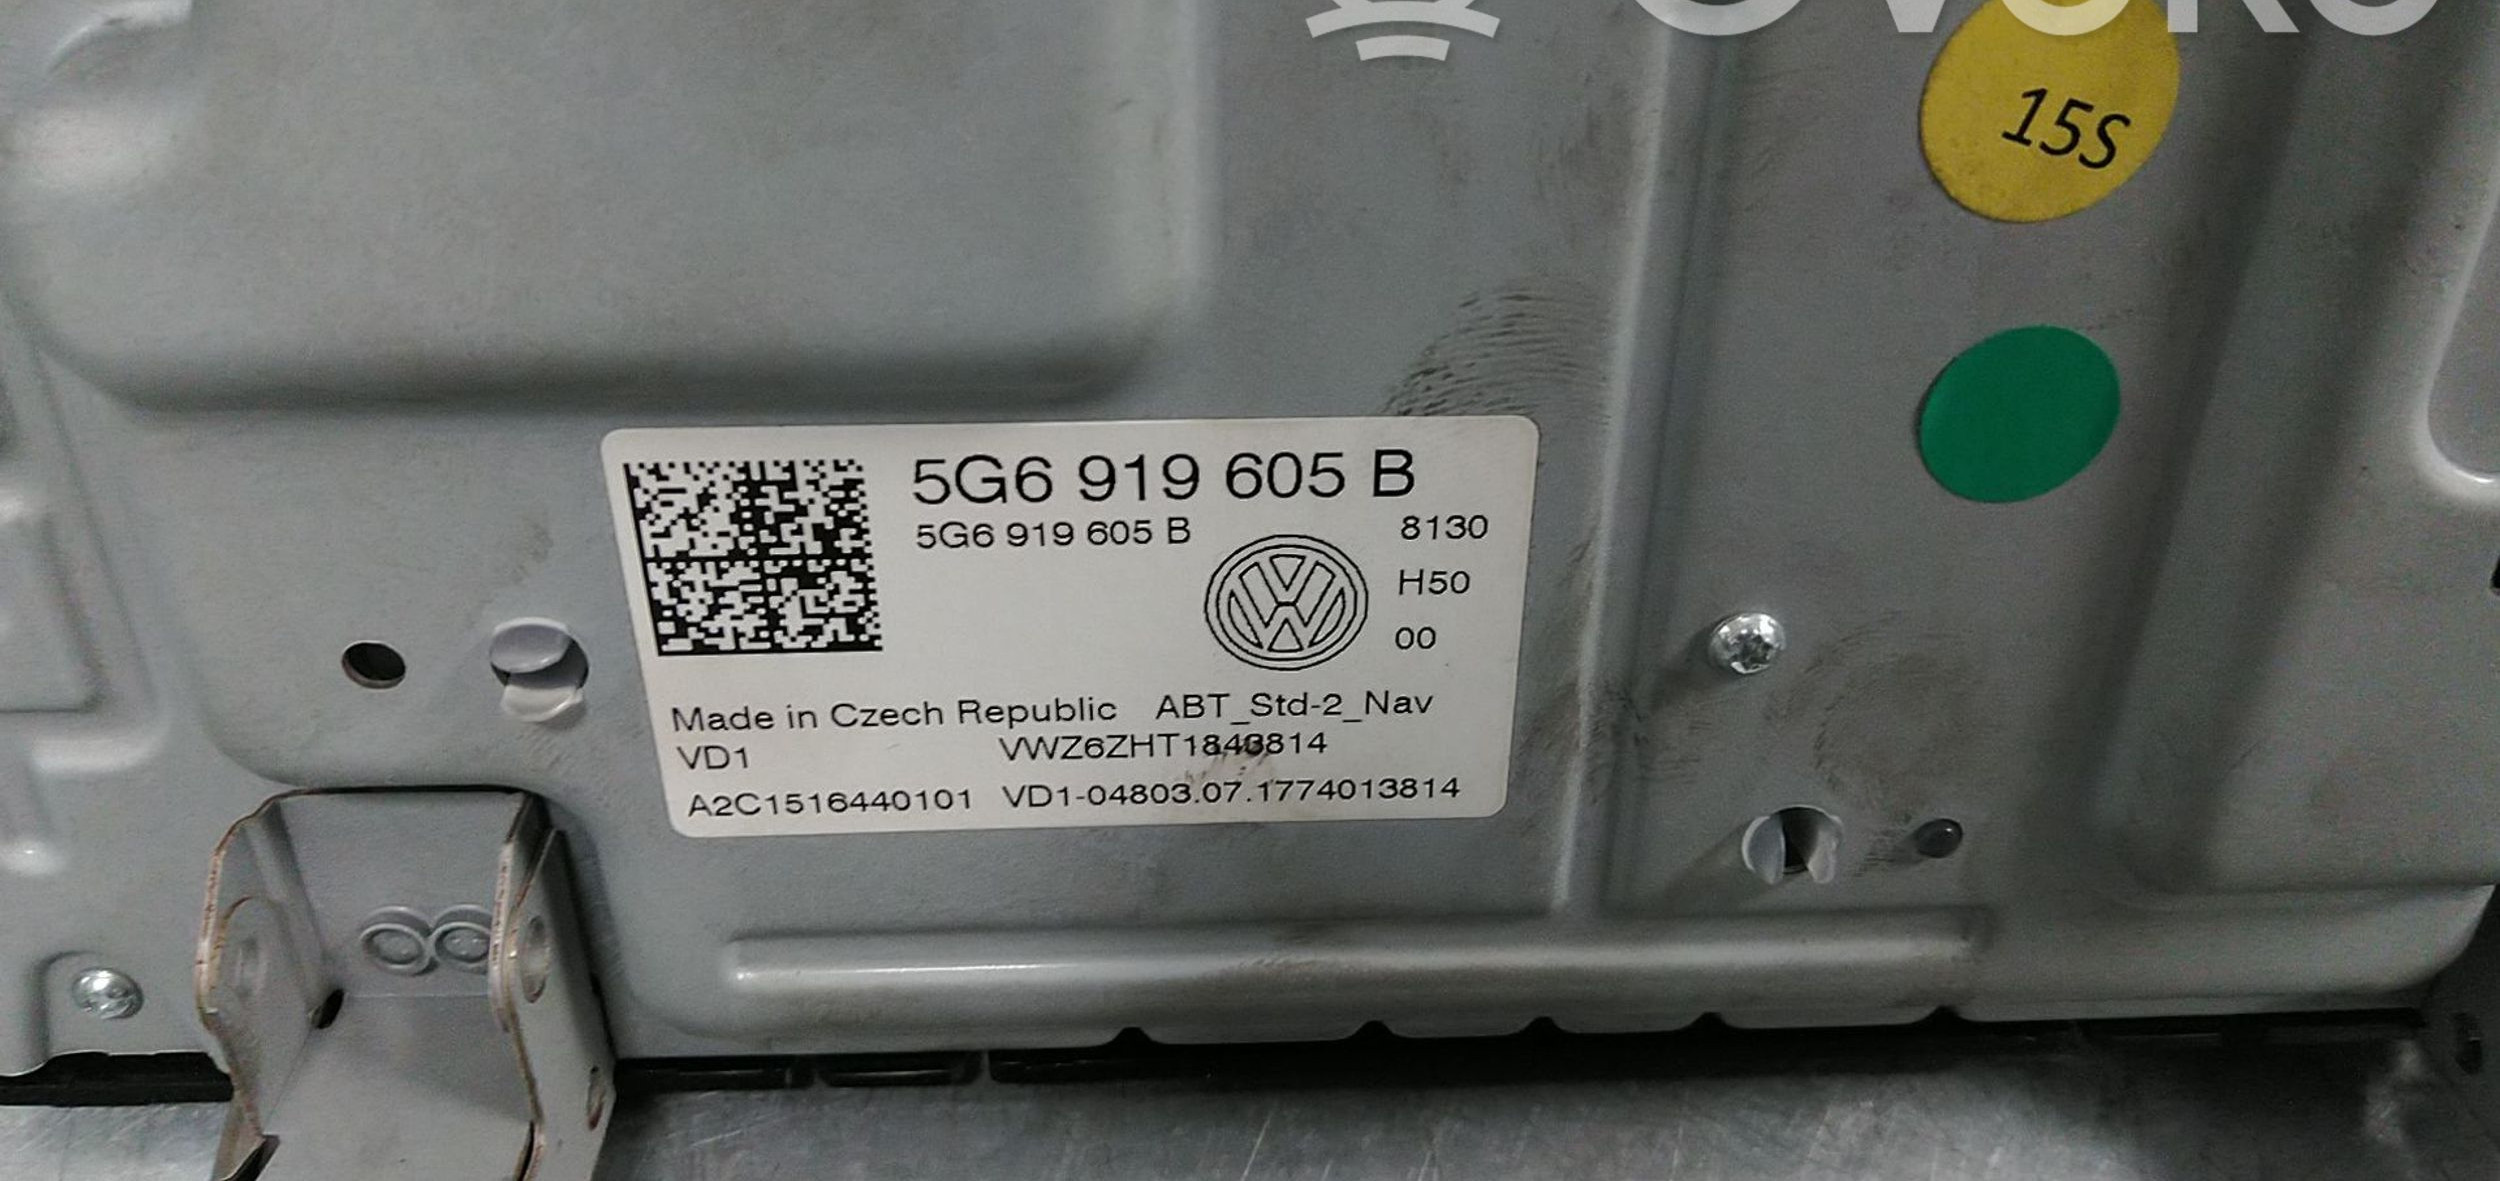 15S
5G6 919 605 B
5G6 919 605 B
8130
H50
00
Made in Czech Republic ABT_Std-2_Nav
VD1 VWZ6ZHT1843814
A2C1516440101 VD1-04803.07.1774013814